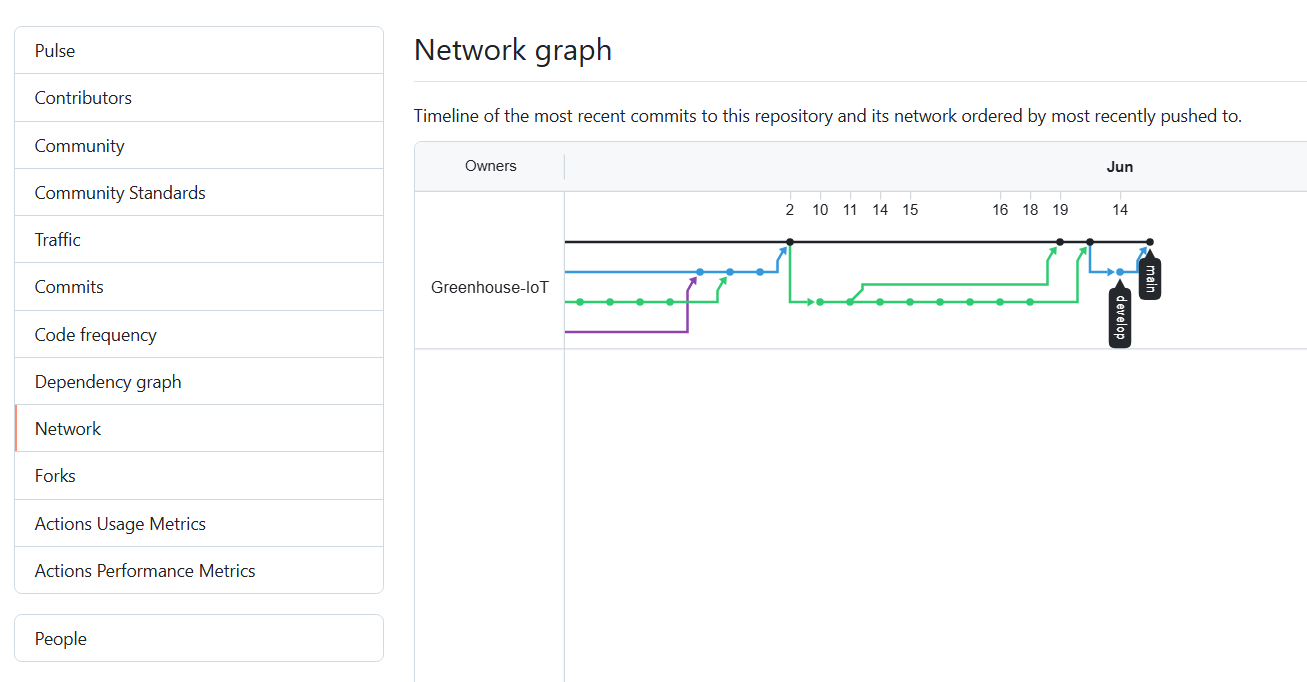 Pulse
Contributors
Community
Community Standards
Traffic
Commits
Code frequency
Dependency graph
Network
Forks
Actions Usage Metrics
Actions Performance Metrics
People
Network graph
Timeline of the most recent commits to this repository and its network ordered by most recently pushed to.
Owners
Jun
2 10 11 14 15 16 18 19 14
Greenhouse-IoT
main
develop